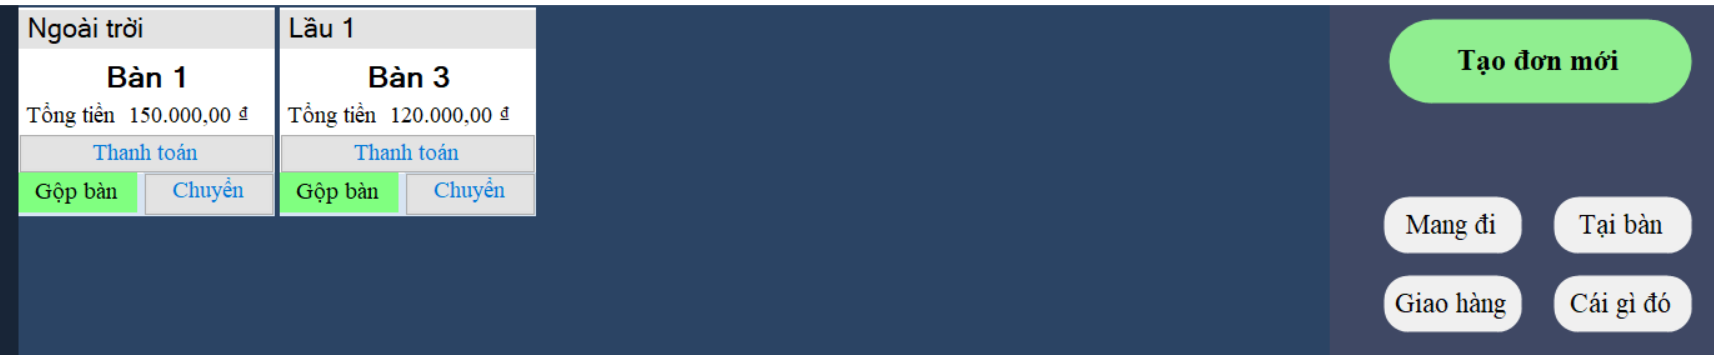 Ngoài trời
Bàn 1
Tổng tiền 150.000,00 ₫
Thanh toán
Gộp bàn
Chuyển
Lầu 1
Bàn 3
Tổng tiền 120.000,00 ₫
Thanh toán
Gộp bàn
Chuyển
Tạo đơn mới
Mang đi
Tại bàn
Giao hàng
Cái gì đó